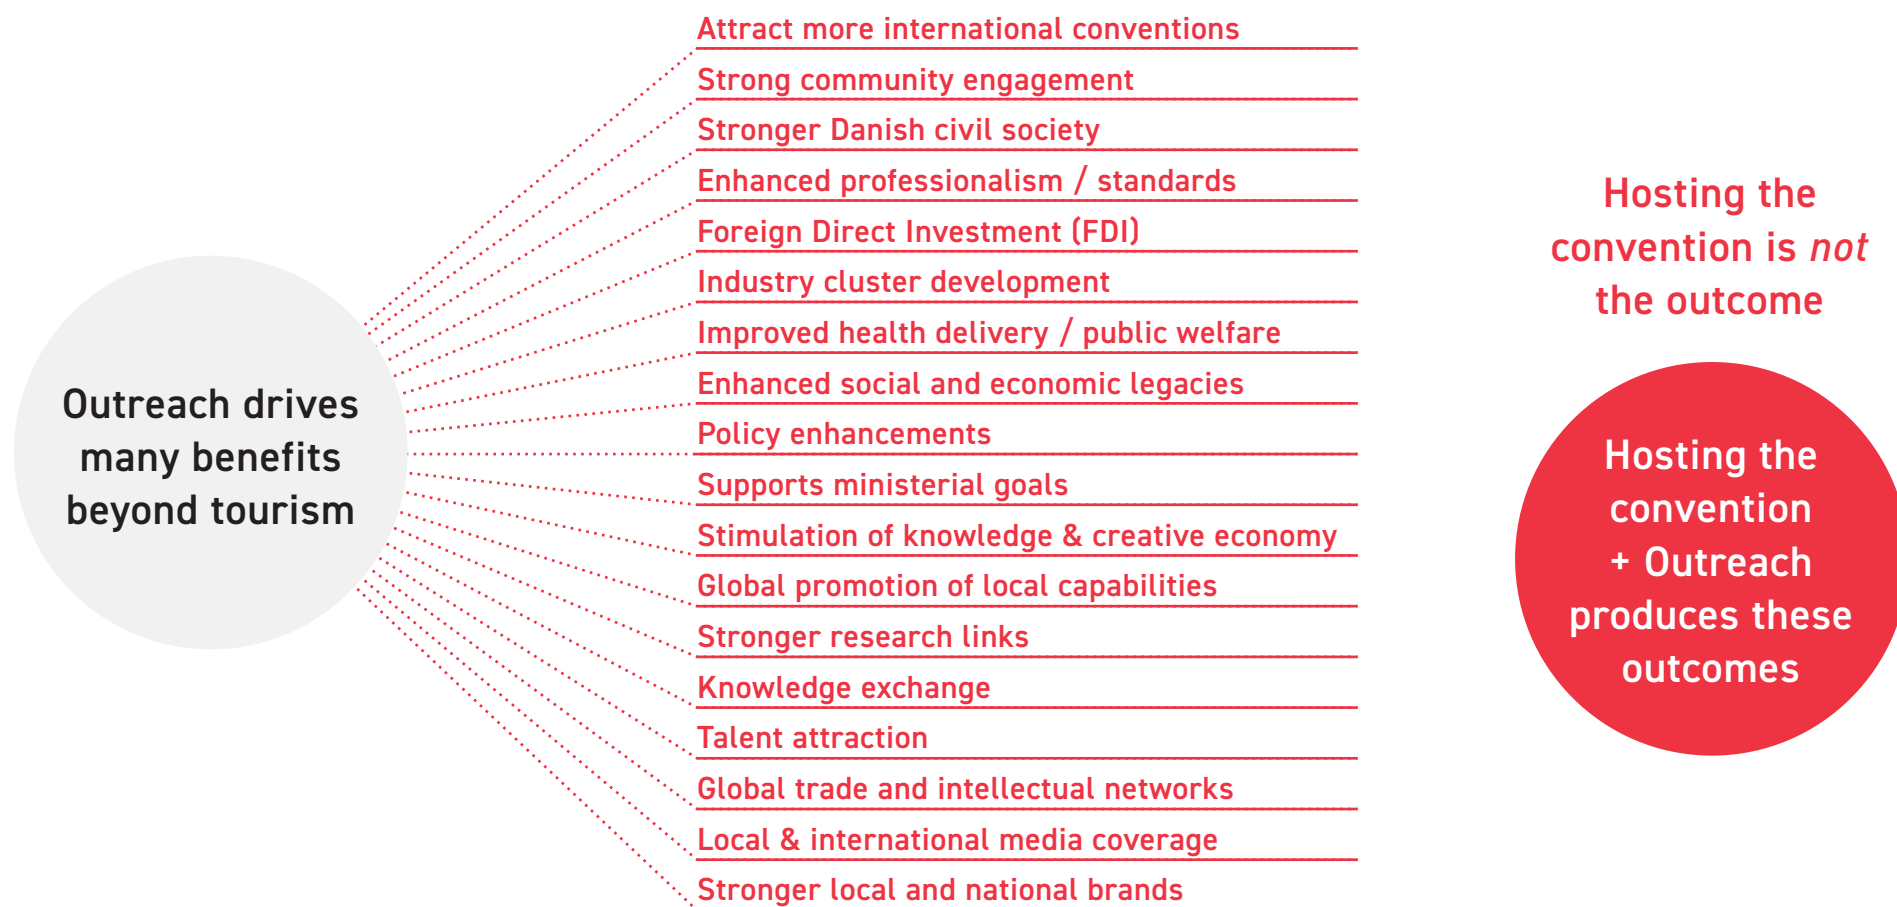 Outreach drives
many benefits
beyond tourism
Attract more international conventions
Strong community engagement
Stronger Danish civil society
Enhanced professionalism / standards
Foreign Direct Investment (FDI)
Industry cluster development
Improved health delivery / public welfare
Enhanced social and economic legacies
Policy enhancements
Supports ministerial goals
Stimulation of knowledge & creative economy
Global promotion of local capabilities
Stronger research links
Knowledge exchange
Talent attraction
Global trade and intellectual networks
Local & international media coverage
Stronger local and national brands
Hosting the
convention is not
the outcome
Hosting the
convention
+ Outreach
produces these
outcomes